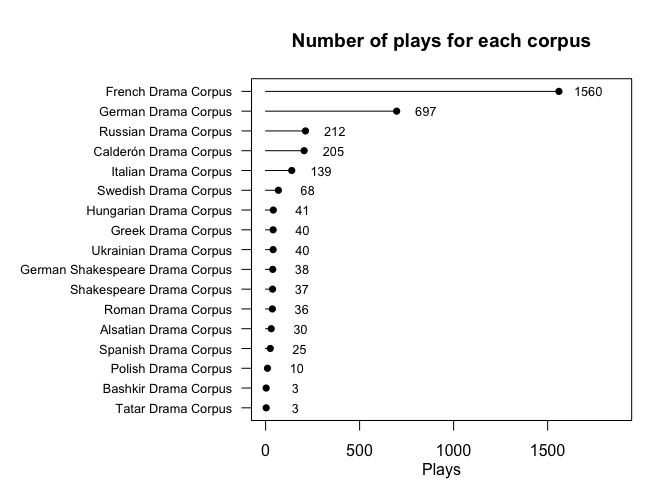 Number of plays for each corpus
French Drama Corpus 1560
German Drama Corpus 697
Russian Drama Corpus 212
Calderón Drama Corpus 205
Italian Drama Corpus 139
Swedish Drama Corpus 68
Hungarian Drama Corpus 41
Greek Drama Corpus 40
Ukrainian Drama Corpus 40
German Shakespeare Drama Corpus 38
Shakespeare Drama Corpus 37
Roman Drama Corpus 36
Alsatian Drama Corpus 30
Spanish Drama Corpus 25
Polish Drama Corpus 10
Bashkir Drama Corpus 3
Tatar Drama Corpus 3
0 500 1000 1500
Plays